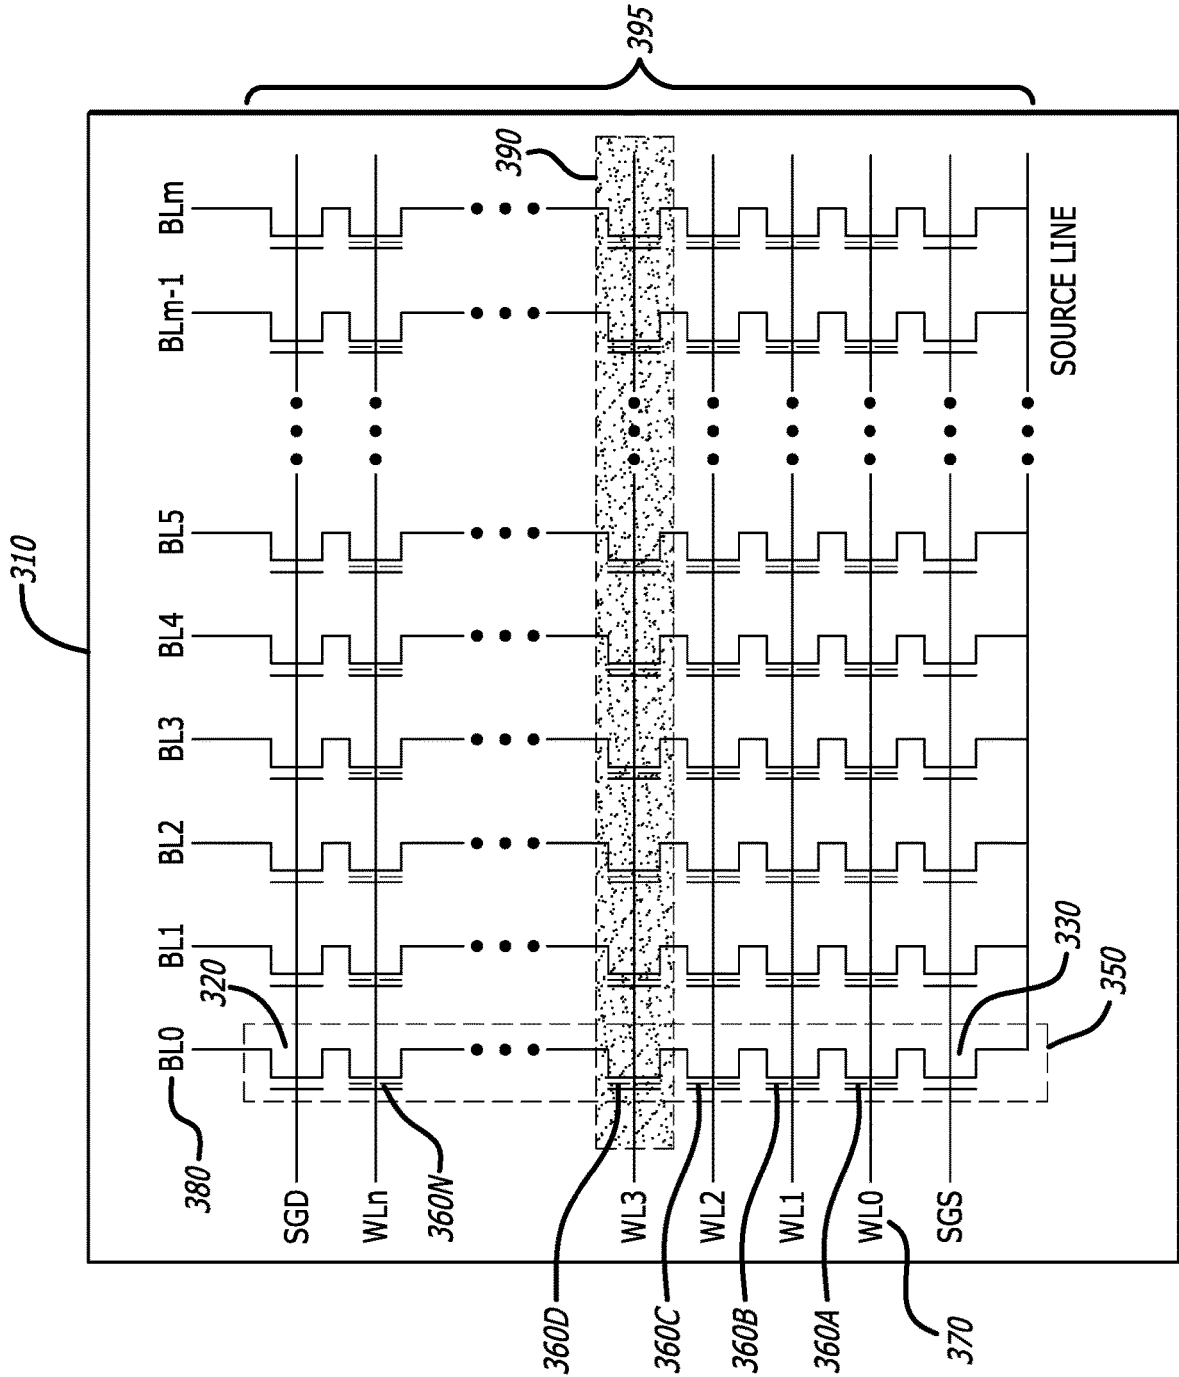 310
380
BL0
BL1
BL2
BL3
BL4
BL5
BLm-1
BLm
320
SGD
WLn
360N
390
395
WL3
WL2
WL1
WL0
SGS
360D
360C
360B
360A
370
330
350
SOURCE LINE